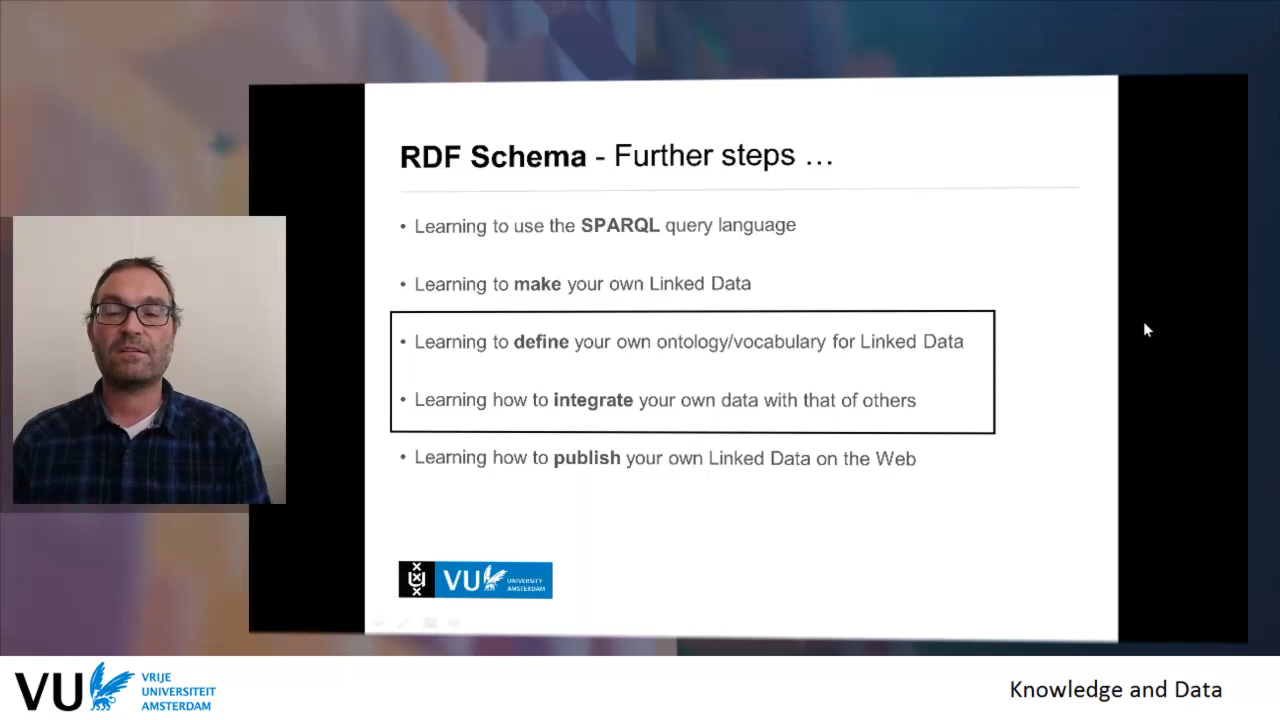 RDF Schema - Further steps …
• Learning to use the SPARQL query language
• Learning to make your own Linked Data
• Learning to define your own ontology/vocabulary for Linked Data
• Learning how to integrate your own data with that of others
• Learning how to publish your own Linked Data on the Web
VU UNIVERSITY
AMSTERDAM
VU VRIJE
UNIVERSITEIT
AMSTERDAM
Knowledge and Data